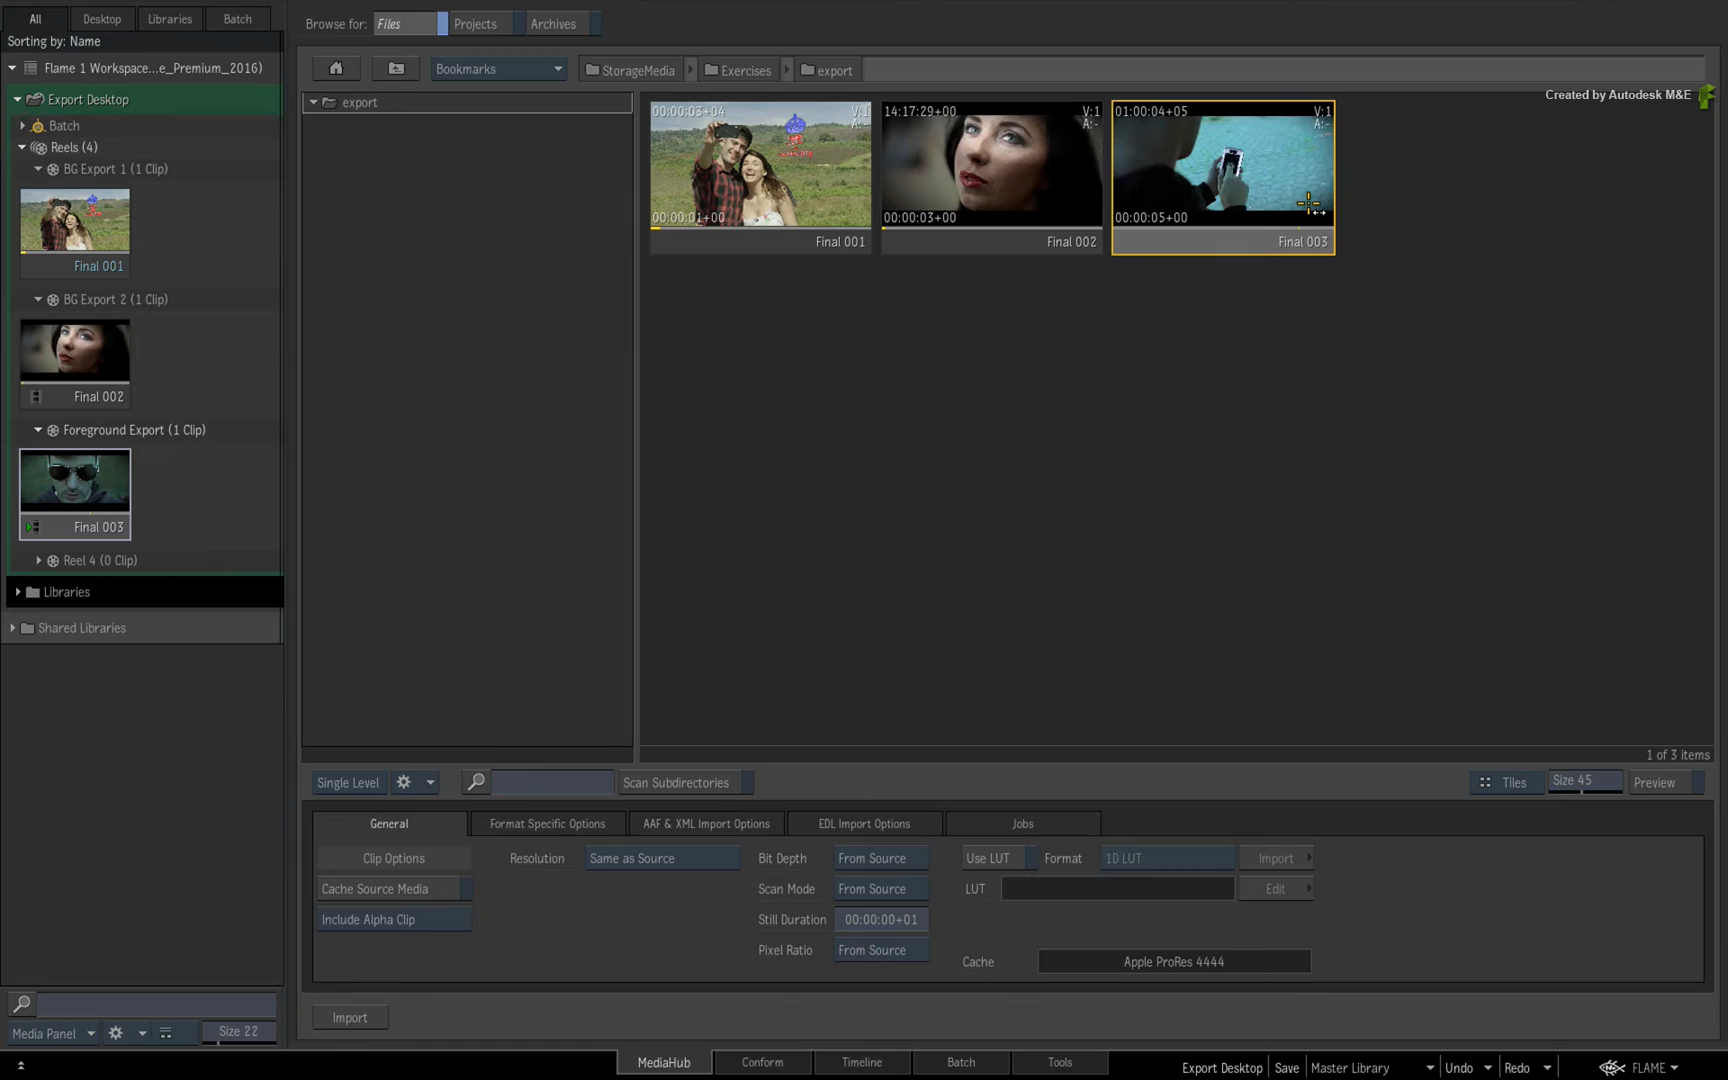 All
Desktop
Libraries
Batch
Sorting by: Name
Flame 1 Workspace...e_Premium_2016)
Export Desktop
Batch
Reels (4)
BG Export 1 (1 Clip)
Final 001
BG Export 2 (1 Clip)
Final 002
Foreground Export (1 Clip)
Final 003
Reel 4 (0 Clip)
Libraries
Shared Libraries
Media Panel
Size 22
Browse for:
Files
Projects
Archives
Bookmarks
StorageMedia
Exercises
export
Created by Autodesk M&E
export
00:00:03+04
V:1
A:-
00:00:01+00
Final 001
14:17:29+00
V:1
A:-
00:00:03+00
Final 002
01:00:04+05
V:1
A:-
00:00:05+00
Final 003
1 of 3 items
Single Level
Scan Subdirectories
Tiles
Size 45
Preview
General
Format Specific Options
AAF & XML Import Options
EDL Import Options
Jobs
Clip Options
Resolution
Same as Source
Bit Depth
From Source
Use LUT
Format
1D LUT
Import
Cache Source Media
Scan Mode
From Source
LUT
Edit
Include Alpha Clip
Still Duration
00:00:00+01
Pixel Ratio
From Source
Cache
Apple ProRes 4444
Import
MediaHub
Conform
Timeline
Batch
Tools
Export Desktop
Save
Master Library
Undo
Redo
FLAME